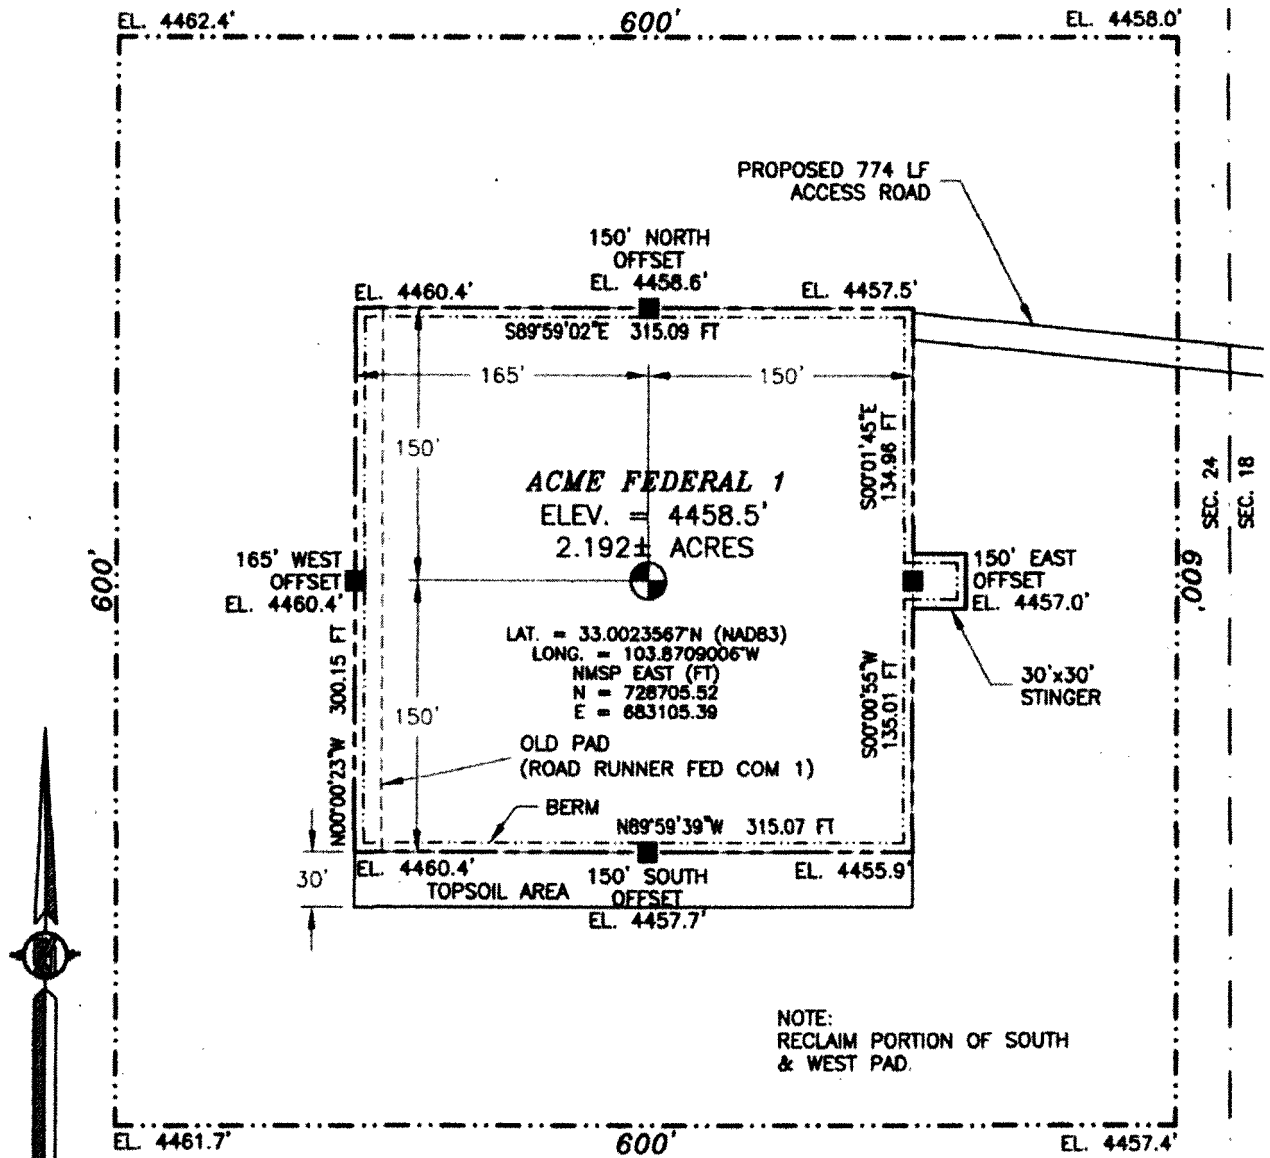 EL. 4462.4'
600'
EL. 4458.0'
PROPOSED 774 LF
ACCESS ROAD
150' NORTH
OFFSET
EL. 4458.6'
EL. 4460.4'
EL. 4457.5'
S89°59'02"E 315.09 FT
165'
150'
150'
S00°01'45"E
134.96 FT
ACME FEDERAL 1
ELEV. = 4458.5'
2.192± ACRES
SEC. 24
SEC. 18
600'
165' WEST
OFFSET
EL. 4460.4'
150' EAST
OFFSET
EL. 4457.0'
600'
LAT. = 33.0023567°N (NAD83)
LONG. = 103.8709006°W
NMSP EAST (FT)
N = 728705.52
E = 683105.39
30'x30'
STINGER
N00°00'23"W 300.15 FT
150'
S00°00'55"W
135.01 FT
OLD PAD
(ROAD RUNNER FED COM 1)
BERM
N89°59'39"W 315.07 FT
30'
EL. 4460.4'
TOPSOIL AREA
150' SOUTH
OFFSET
EL. 4457.7'
EL. 4455.9'
NOTE:
RECLAIM PORTION OF SOUTH
& WEST PAD.
EL. 4461.7'
600'
EL. 4457.4'